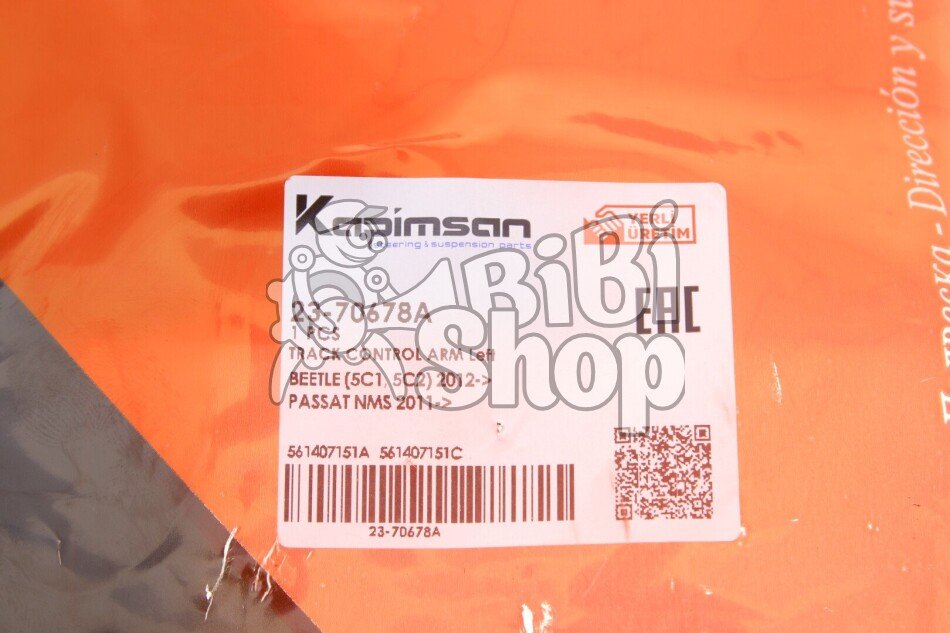 Kapimsan
steering & suspension parts
YERLİ
ÜRETİM
23-70678A
1 PCS
TRACK CONTROL ARM Left
BEETLE (5C1, 5C2) 2012->
PASSAT NMS 2011->
561407151A 561407151C
23-70678A
EAC
BiBi
Shop
Dirección y su